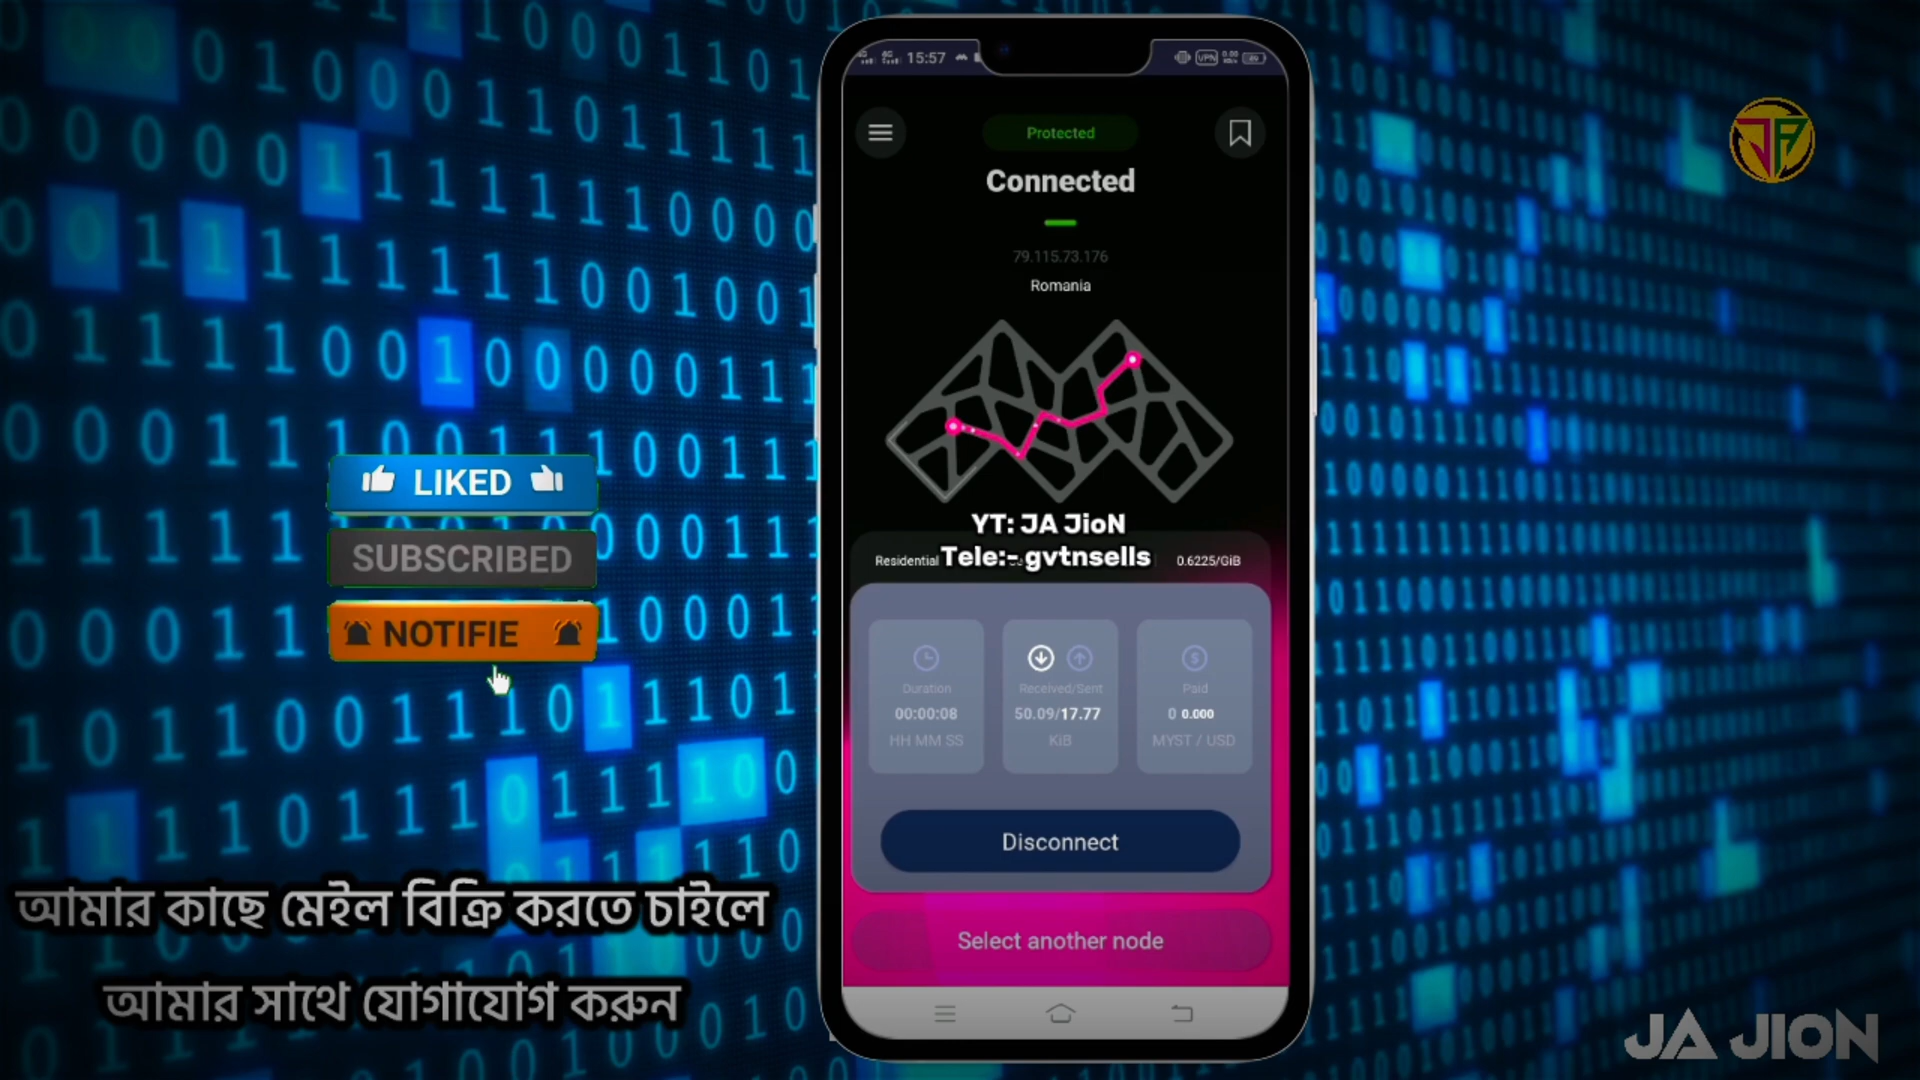 15:57
VPN
Protected
Connected
79.115.73.176
Romania
YT: JA JioN
Tele:- gvtnsells
Residential
0.6225/GiB
Duration
00:00:08
HH MM SS
Received/Sent
50.09/17.77
KiB
Paid
0 0.000
MYST / USD
Disconnect
Select another node
LIKED
SUBSCRIBED
NOTIFIE
আমার কাছে মেইল বিক্রি করতে চাইলে
আমার সাথে যোগাযোগ করুন
JA JION